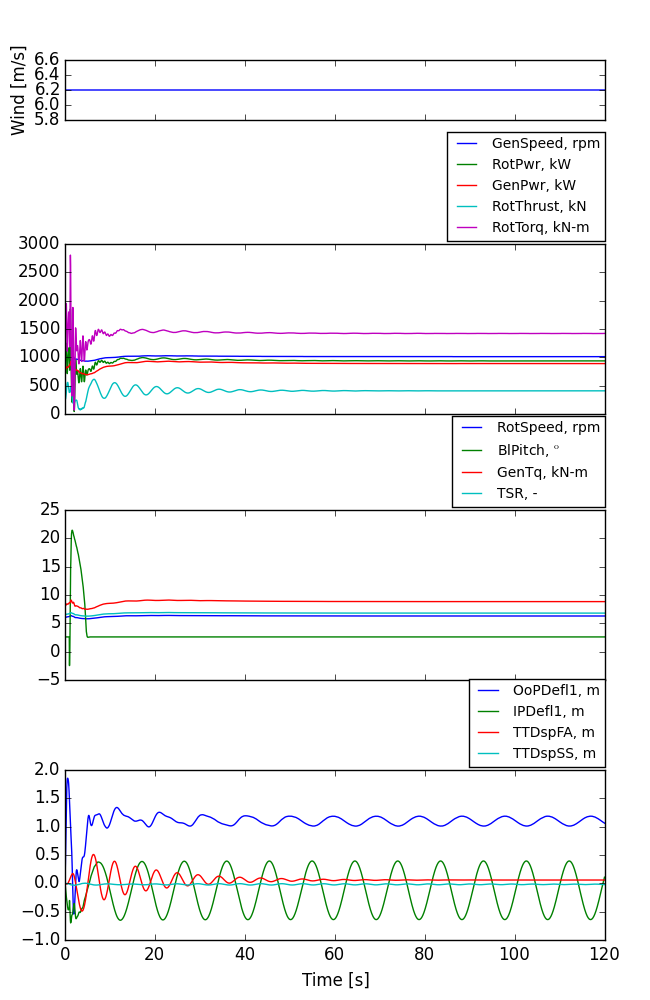 Wind [m/s]
6.6
6.4
6.2
6.0
5.8
GenSpeed, rpm
RotPwr, kW
GenPwr, kW
RotThrust, kN
RotTorq, kN-m
3000
2500
2000
1500
1000
500
0
RotSpeed, rpm
BlPitch, °
GenTq, kN-m
TSR, -
25
20
15
10
5
0
−5
OoPDefl1, m
IPDefl1, m
TTDspFA, m
TTDspSS, m
2.0
1.5
1.0
0.5
0.0
−0.5
−1.0
0 20 40 60 80 100 120
Time [s]